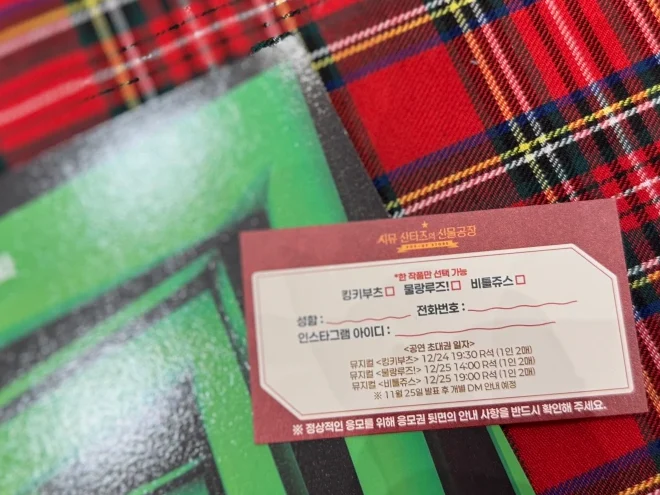 시뮤 산타즈의 선물공장
*한 작품만 선택 가능
킹키부츠□ 물랑루즈!□ 비틀쥬스□
성함 : 전화번호 :
인스타그램 아이디 :
<공연 초대권 일자>
뮤지컬 <킹키부츠> 12/24 19:30 R석 (1인 2매)
뮤지컬 <물랑루즈!> 12/25 14:00 R석 (1인 2매)
뮤지컬 <비틀쥬스> 12/25 19:00 R석 (1인 2매)
※ 11월 25일 발표 후 개별 DM 안내 예정
※ 정상적인 응모를 위해 응모권 뒷면의 안내 사항을 반드시 확인해 주세요.